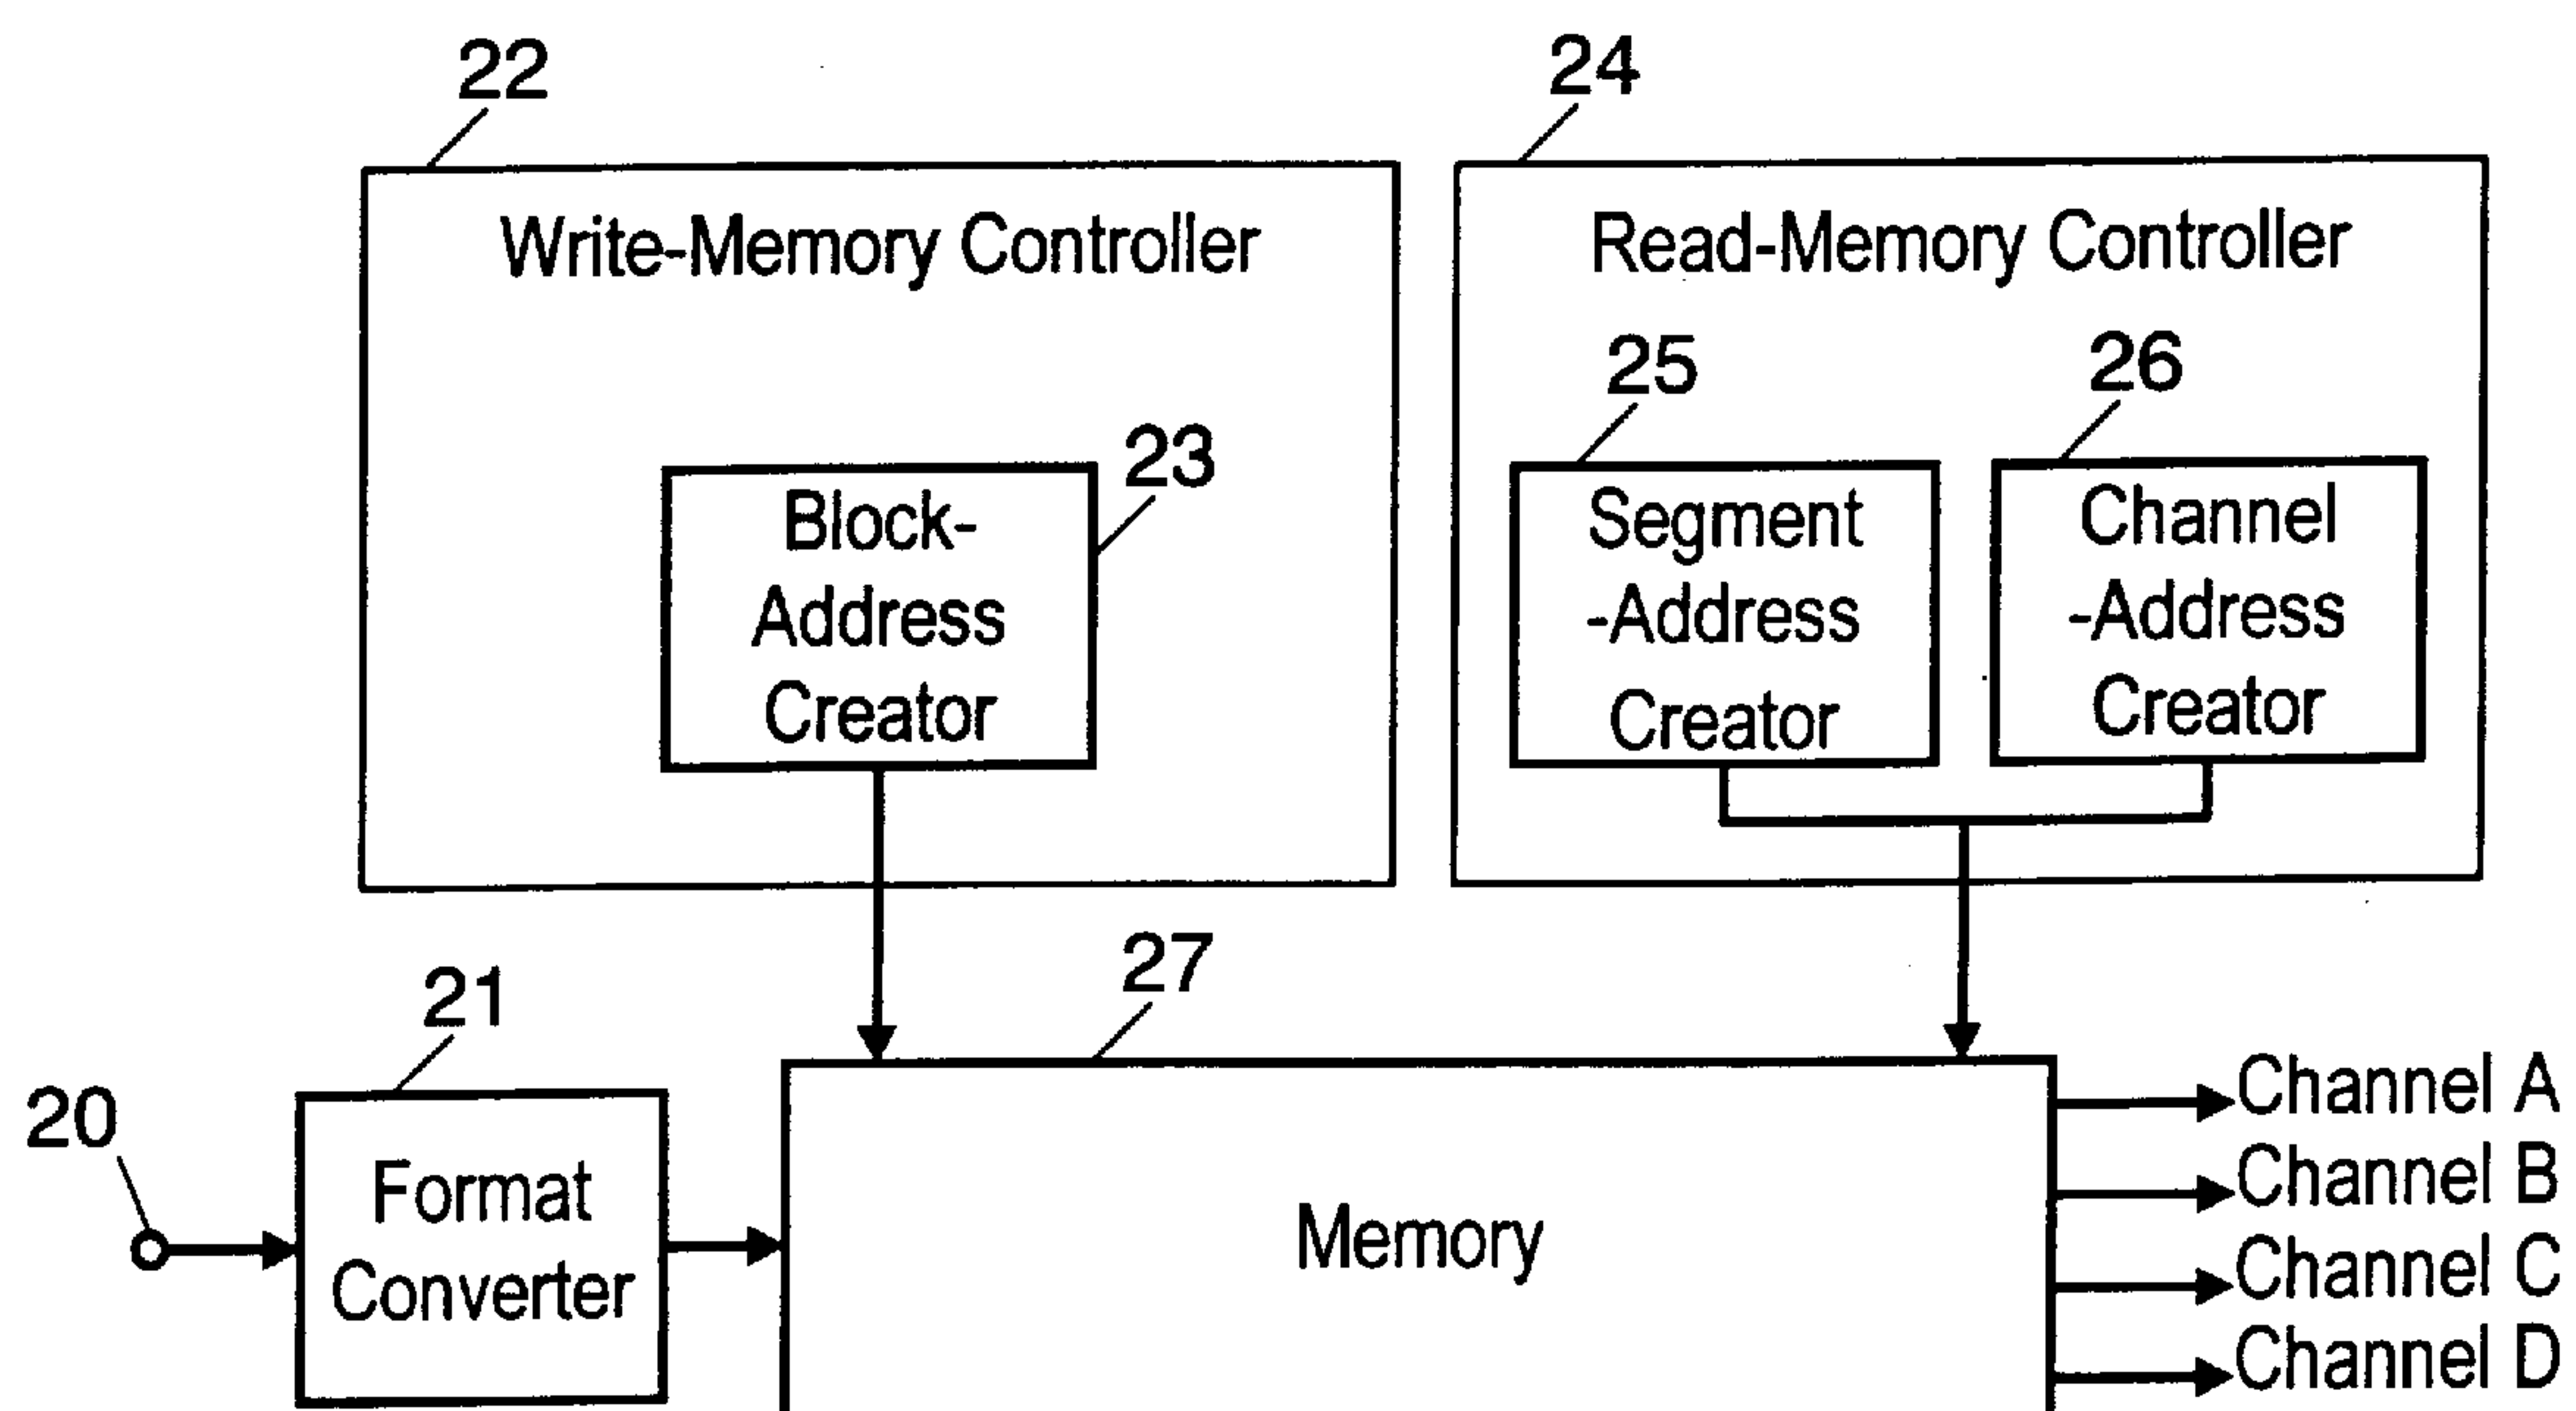 22
24
Write-Memory Controller
Read-Memory Controller
25
26
23
Block-
Address
Creator
Segment
-Address
Creator
Channel
-Address
Creator
21
27
20
Format
Converter
Memory
Channel A
Channel B
Channel C
Channel D